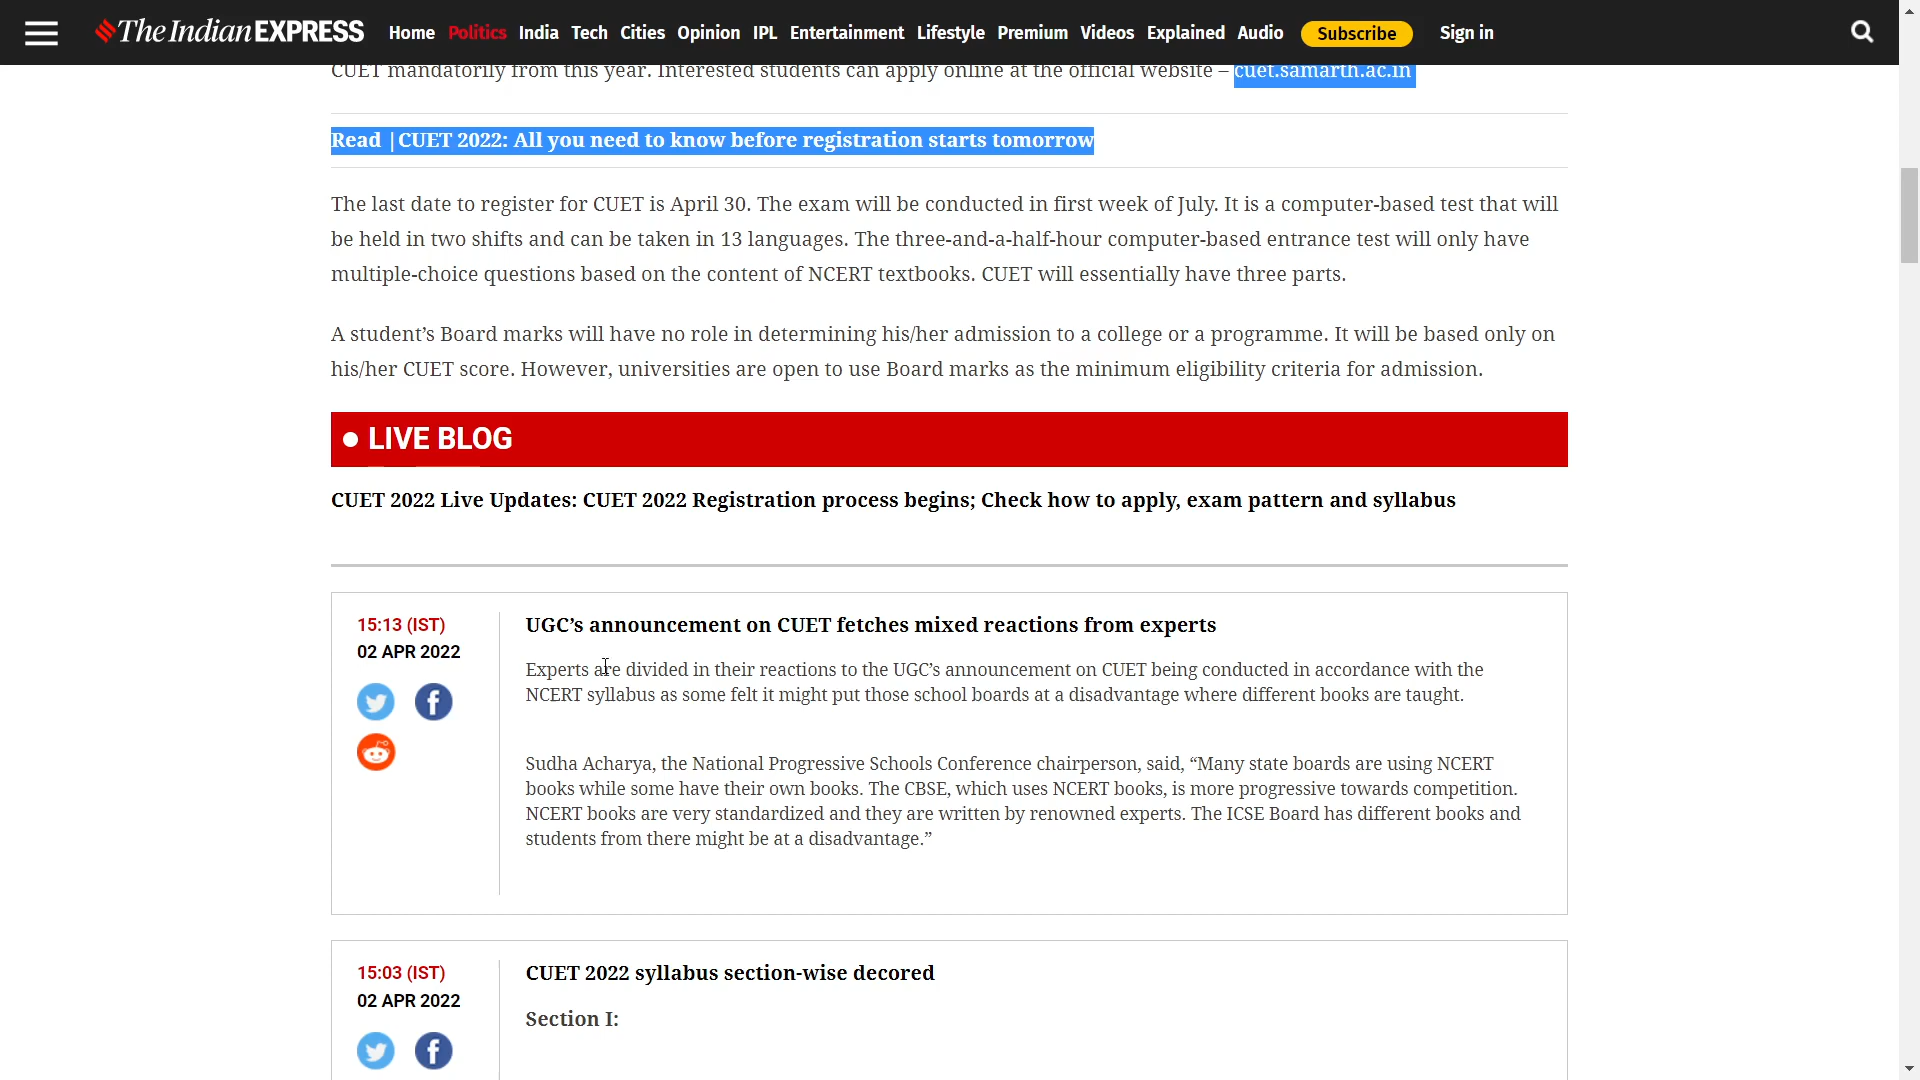 The Indian EXPRESS Home Politics India Tech Cities Opinion IPL Entertainment Lifestyle Premium Videos Explained Audio Subscribe Sign in
CUET mandatorily from this year. Interested students can apply online at the official website – cuet.samarth.ac.in
Read |CUET 2022: All you need to know before registration starts tomorrow
The last date to register for CUET is April 30. The exam will be conducted in first week of July. It is a computer-based test that will
be held in two shifts and can be taken in 13 languages. The three-and-a-half-hour computer-based entrance test will only have
multiple-choice questions based on the content of NCERT textbooks. CUET will essentially have three parts.
A student’s Board marks will have no role in determining his/her admission to a college or a programme. It will be based only on
his/her CUET score. However, universities are open to use Board marks as the minimum eligibility criteria for admission.
LIVE BLOG
CUET 2022 Live Updates: CUET 2022 Registration process begins; Check how to apply, exam pattern and syllabus
15:13 (IST)
02 APR 2022
UGC’s announcement on CUET fetches mixed reactions from experts
Experts are divided in their reactions to the UGC’s announcement on CUET being conducted in accordance with the
NCERT syllabus as some felt it might put those school boards at a disadvantage where different books are taught.
Sudha Acharya, the National Progressive Schools Conference chairperson, said, “Many state boards are using NCERT
books while some have their own books. The CBSE, which uses NCERT books, is more progressive towards competition.
NCERT books are very standardized and they are written by renowned experts. The ICSE Board has different books and
students from there might be at a disadvantage.”
15:03 (IST)
02 APR 2022
CUET 2022 syllabus section-wise decored
Section I: